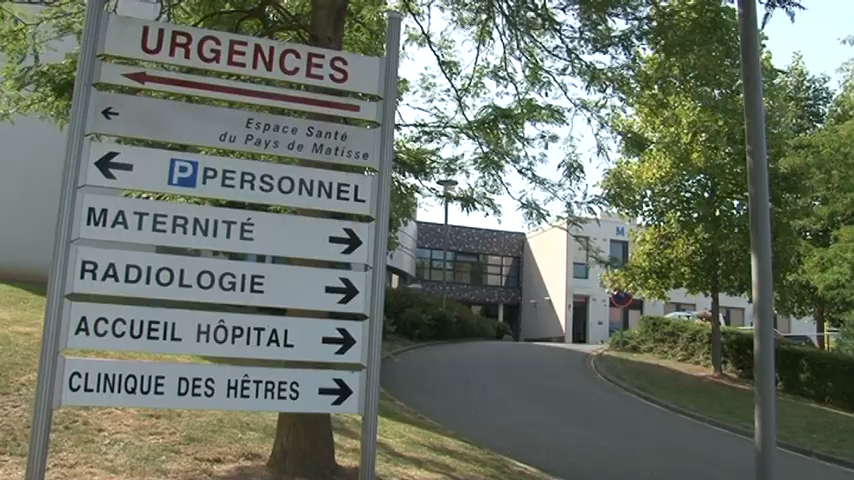 URGENCES
Espace Santé
du Pays de Matisse
P PERSONNEL
MATERNITÉ
RADIOLOGIE
ACCUEIL HÔPITAL
CLINIQUE DES HÊTRES
M